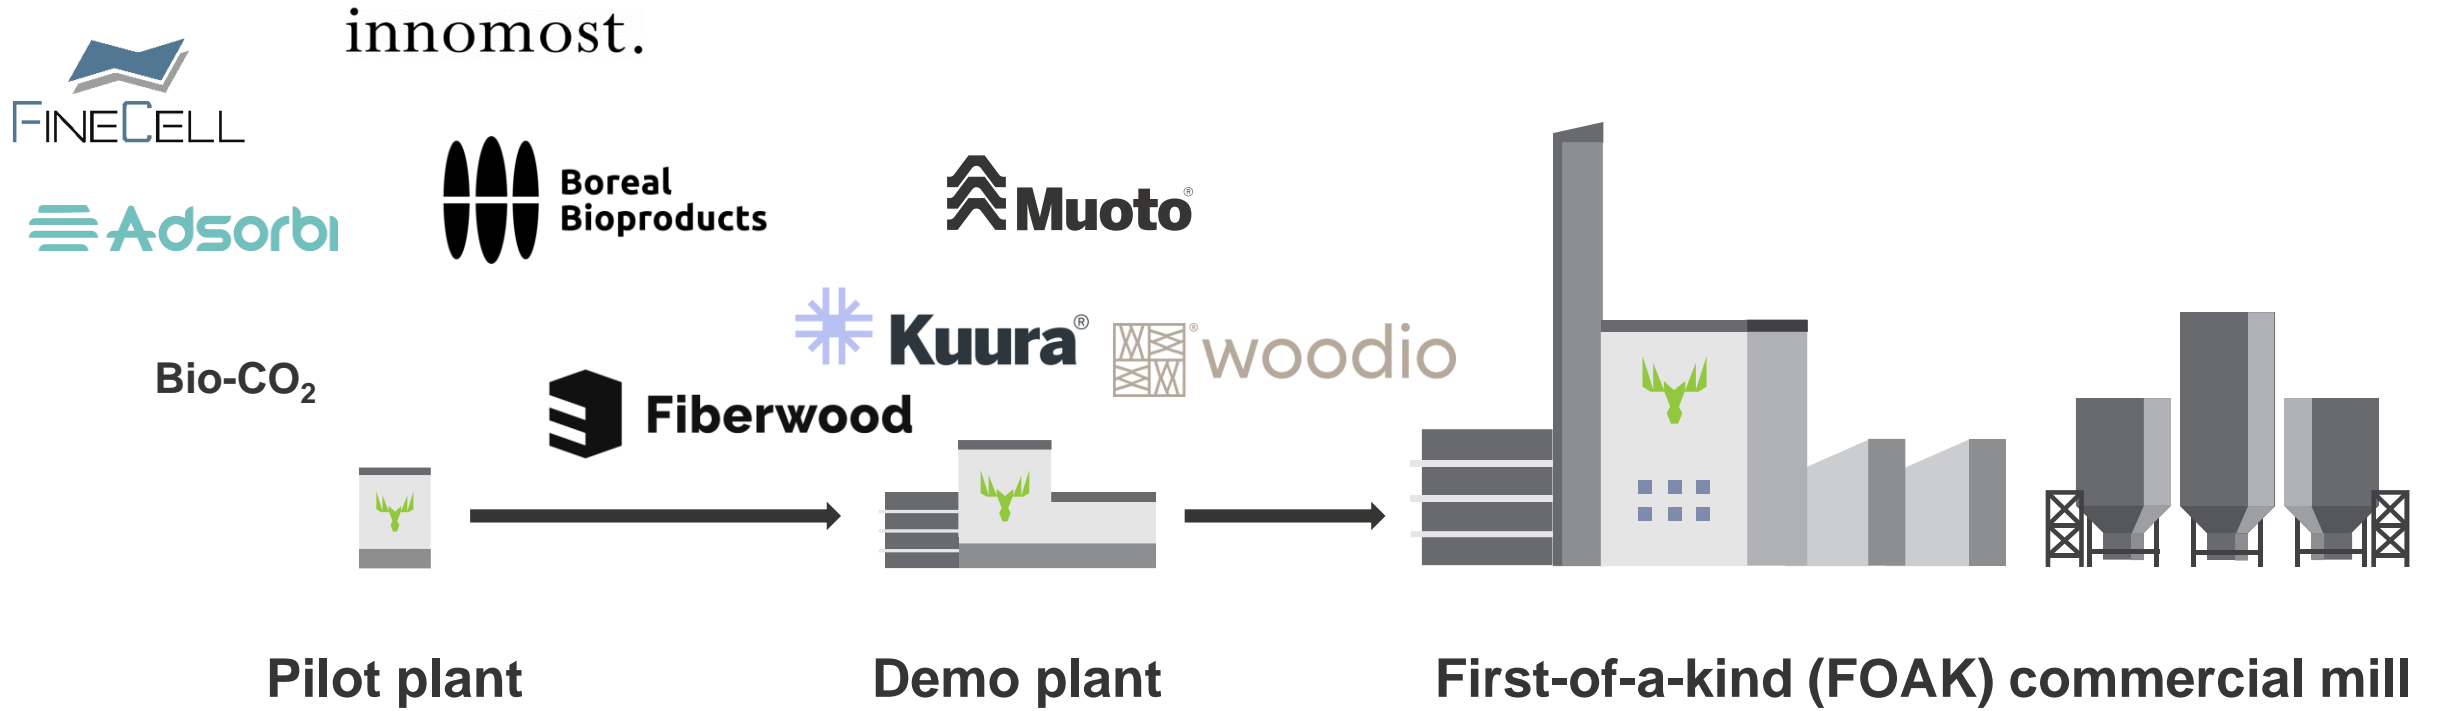 innomost.
FINECELL
Boreal
Bioproducts
Muoto®
Adsorbi
Kuura®
woodio®
Bio-CO₂
Fiberwood
Pilot plant
Demo plant
First-of-a-kind (FOAK) commercial mill